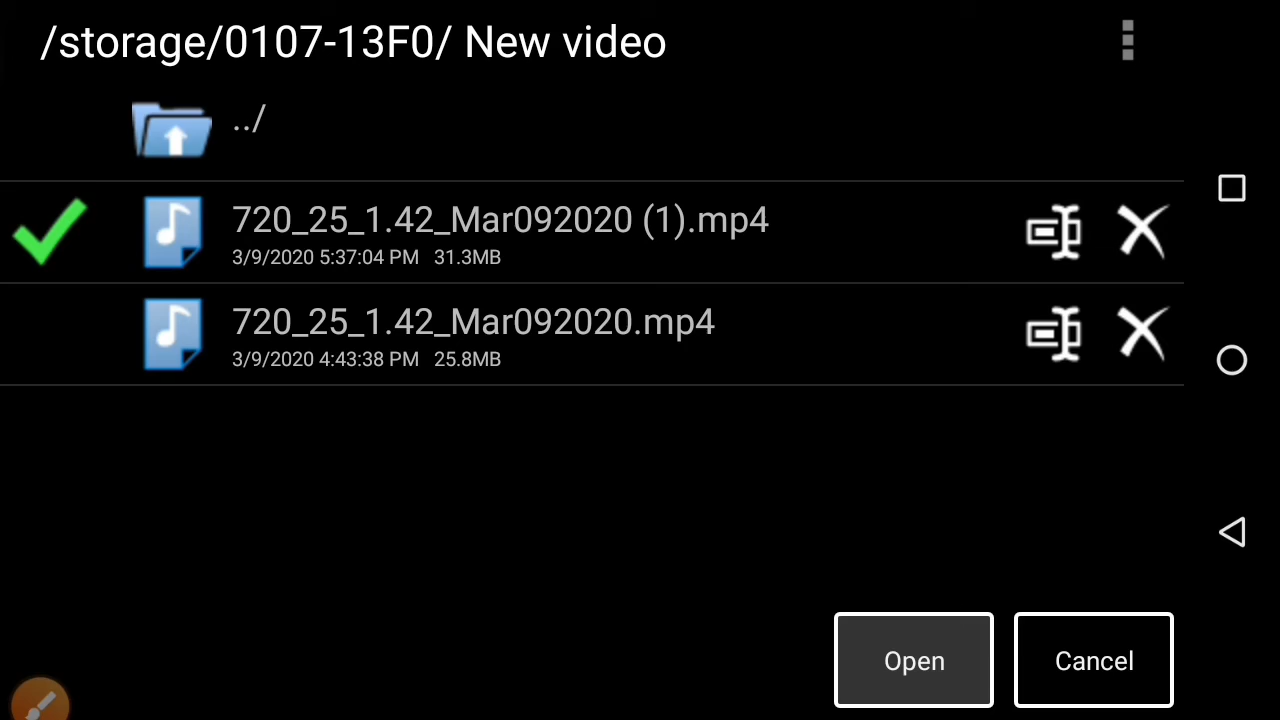 /storage/0107-13F0/ New video
../
720_25_1.42_Mar092020 (1).mp4
3/9/2020 5:37:04 PM 31.3MB
720_25_1.42_Mar092020.mp4
3/9/2020 4:43:38 PM 25.8MB
Open Cancel